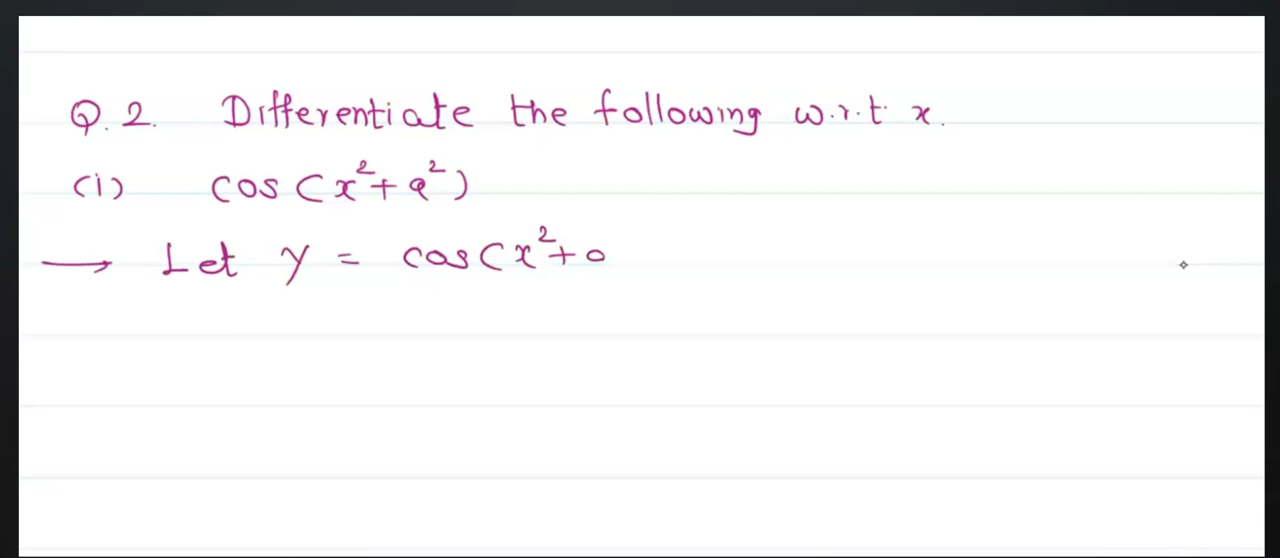 Q.2. Differentiate the following w.r.t x.
(i) cos(x²+a²)
→ Let y = cos(x²+o